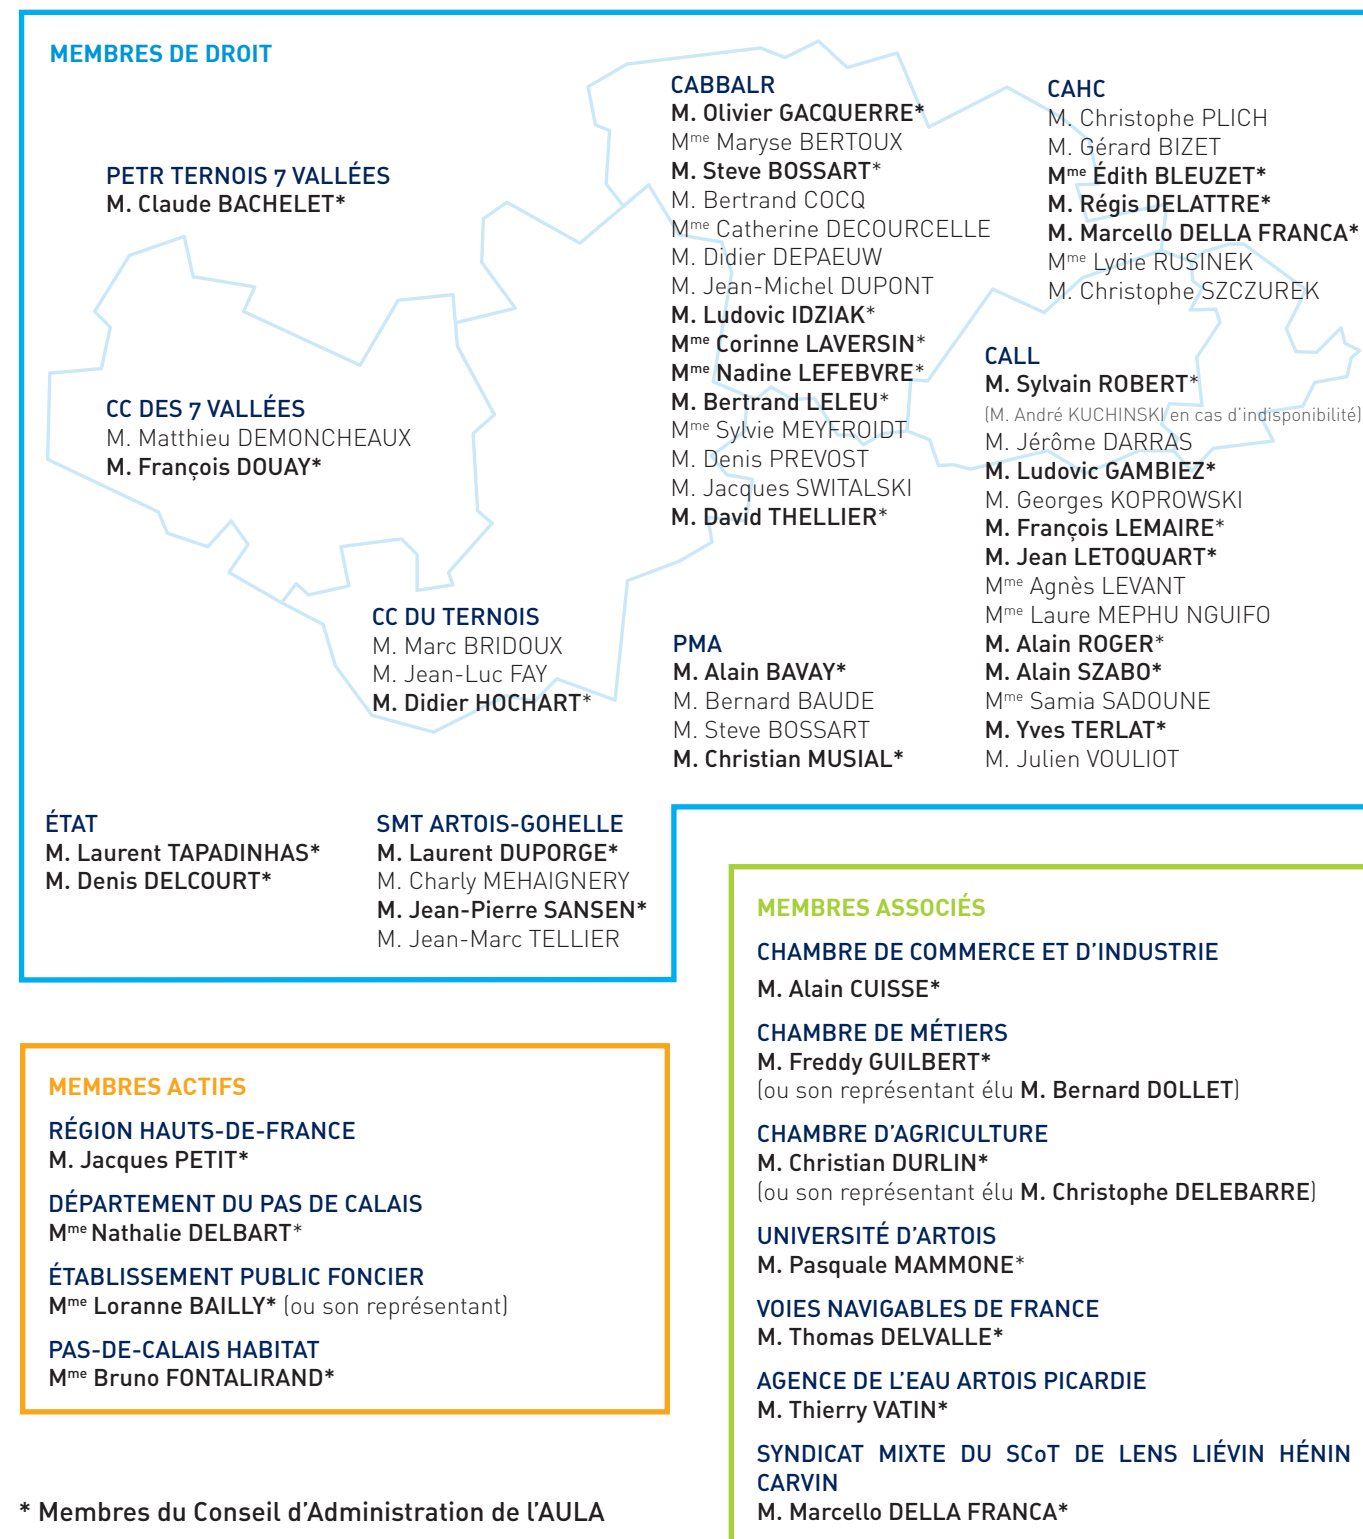 MEMBRES DE DROIT
PETR TERNOIS 7 VALLÉES
M. Claude BACHELET*
CC DES 7 VALLÉES
M. Matthieu DEMONCHEAUX
M. François DOUAY*
CC DU TERNOIS
M. Marc BRIDOUX
M. Jean-Luc FAY
M. Didier HOCHART*
CABBALR
M. Olivier GACQUERRE*
Mme Maryse BERTOUX
M. Steve BOSSART*
M. Bertrand COCQ
Mme Catherine DECOURCELLE
M. Didier DEPAEUW
M. Jean-Michel DUPONT
M. Ludovic IDZIAK*
Mme Corinne LAVERSIN*
Mme Nadine LEFEBVRE*
M. Bertrand LELEU*
Mme Sylvie MEYFROIDT
M. Denis PREVOST
M. Jacques SWITALSKI
M. David THELLIER*
PMA
M. Alain BAVAY*
M. Bernard BAUDE
M. Steve BOSSART
M. Christian MUSIAL*
CAHC
M. Christophe PLICH
M. Gérard BIZET
Mme Édith BLEUZET*
M. Régis DELATTRE*
M. Marcello DELLA FRANCA*
Mme Lydie RUSINEK
M. Christophe SZCZUREK
CALL
M. Sylvain ROBERT*
(M. André KUCHINSKI en cas d'indisponibilité)
M. Jérôme DARRAS
M. Ludovic GAMBIEZ*
M. Georges KOPROWSKI
M. François LEMAIRE*
M. Jean LETOQUART*
Mme Agnès LEVANT
Mme Laure MEPHU NGUIFO
M. Alain ROGER*
M. Alain SZABO*
Mme Samia SADOUNE
M. Yves TERLAT*
M. Julien VOULIOT
ÉTAT
M. Laurent TAPADINHAS*
M. Denis DELCOURT*
SMT ARTOIS-GOHELLE
M. Laurent DUPORGE*
M. Charly MEHAIGNERY
M. Jean-Pierre SANSEN*
M. Jean-Marc TELLIER
MEMBRES ACTIFS
RÉGION HAUTS-DE-FRANCE
M. Jacques PETIT*
DÉPARTEMENT DU PAS DE CALAIS
Mme Nathalie DELBART*
ÉTABLISSEMENT PUBLIC FONCIER
Mme Loranne BAILLY* (ou son représentant)
PAS-DE-CALAIS HABITAT
Mme Bruno FONTALIRAND*
MEMBRES ASSOCIÉS
CHAMBRE DE COMMERCE ET D'INDUSTRIE
M. Alain CUISSE*
CHAMBRE DE MÉTIERS
M. Freddy GUILBERT*
(ou son représentant élu M. Bernard DOLLET)
CHAMBRE D'AGRICULTURE
M. Christian DURLIN*
(ou son représentant élu M. Christophe DELEBARRE)
UNIVERSITÉ D'ARTOIS
M. Pasquale MAMMONE*
VOIES NAVIGABLES DE FRANCE
M. Thomas DELVALLE*
AGENCE DE L'EAU ARTOIS PICARDIE
M. Thierry VATIN*
SYNDICAT MIXTE DU SCoT DE LENS LIÉVIN HÉNIN
CARVIN
M. Marcello DELLA FRANCA*
* Membres du Conseil d'Administration de l'AULA